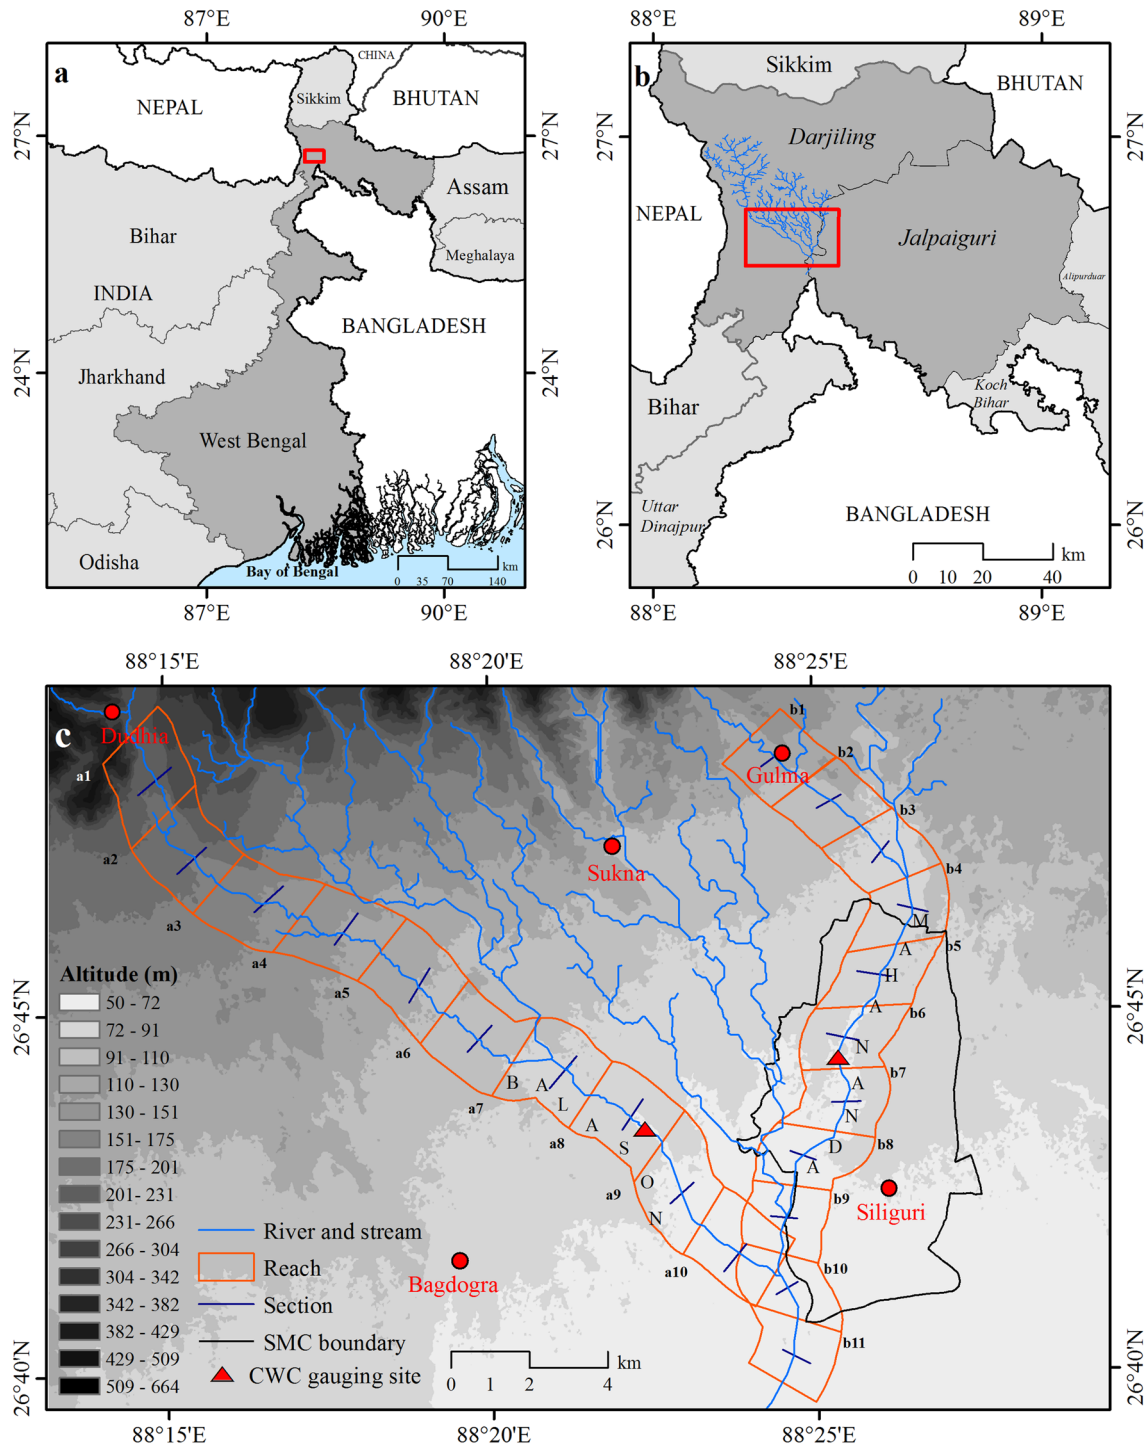 87°E
90°E
88°E
89°E
a
CHINA
NEPAL
Sikkim
BHUTAN
27°N
27°N
Assam
Bihar
Meghalaya
INDIA
BANGLADESH
24°N
24°N
Jharkhand
West Bengal
Odisha
Bay of Bengal
km
0 35 70 140
87°E
90°E
b
Sikkim
BHUTAN
27°N
27°N
Darjiling
NEPAL
Jalpaiguri
Alipurduar
Koch
Bihar
Bihar
Uttar
Dinajpur
BANGLADESH
26°N
26°N
km
0 10 20 40
88°E
89°E
88°15'E
88°20'E
88°25'E
c
Dudhia
Gulma
Sukna
Siliguri
Bagdogra
a1
a2
a3
a4
a5
a6
a7
a8
a9
a10
b1
b2
b3
b4
b5
b6
b7
b8
b9
b10
b11
B A L A S O N
M A H A N A N D A
26°45'N
26°45'N
26°40'N
26°40'N
Altitude (m)
50 - 72
72 - 91
91 - 110
110 - 130
130 - 151
151 - 175
175 - 201
201 - 231
231 - 266
266 - 304
304 - 342
342 - 382
382 - 429
429 - 509
509 - 664
River and stream
Reach
Section
SMC boundary
CWC gauging site
km
0 1 2 4
88°15'E
88°20'E
88°25'E